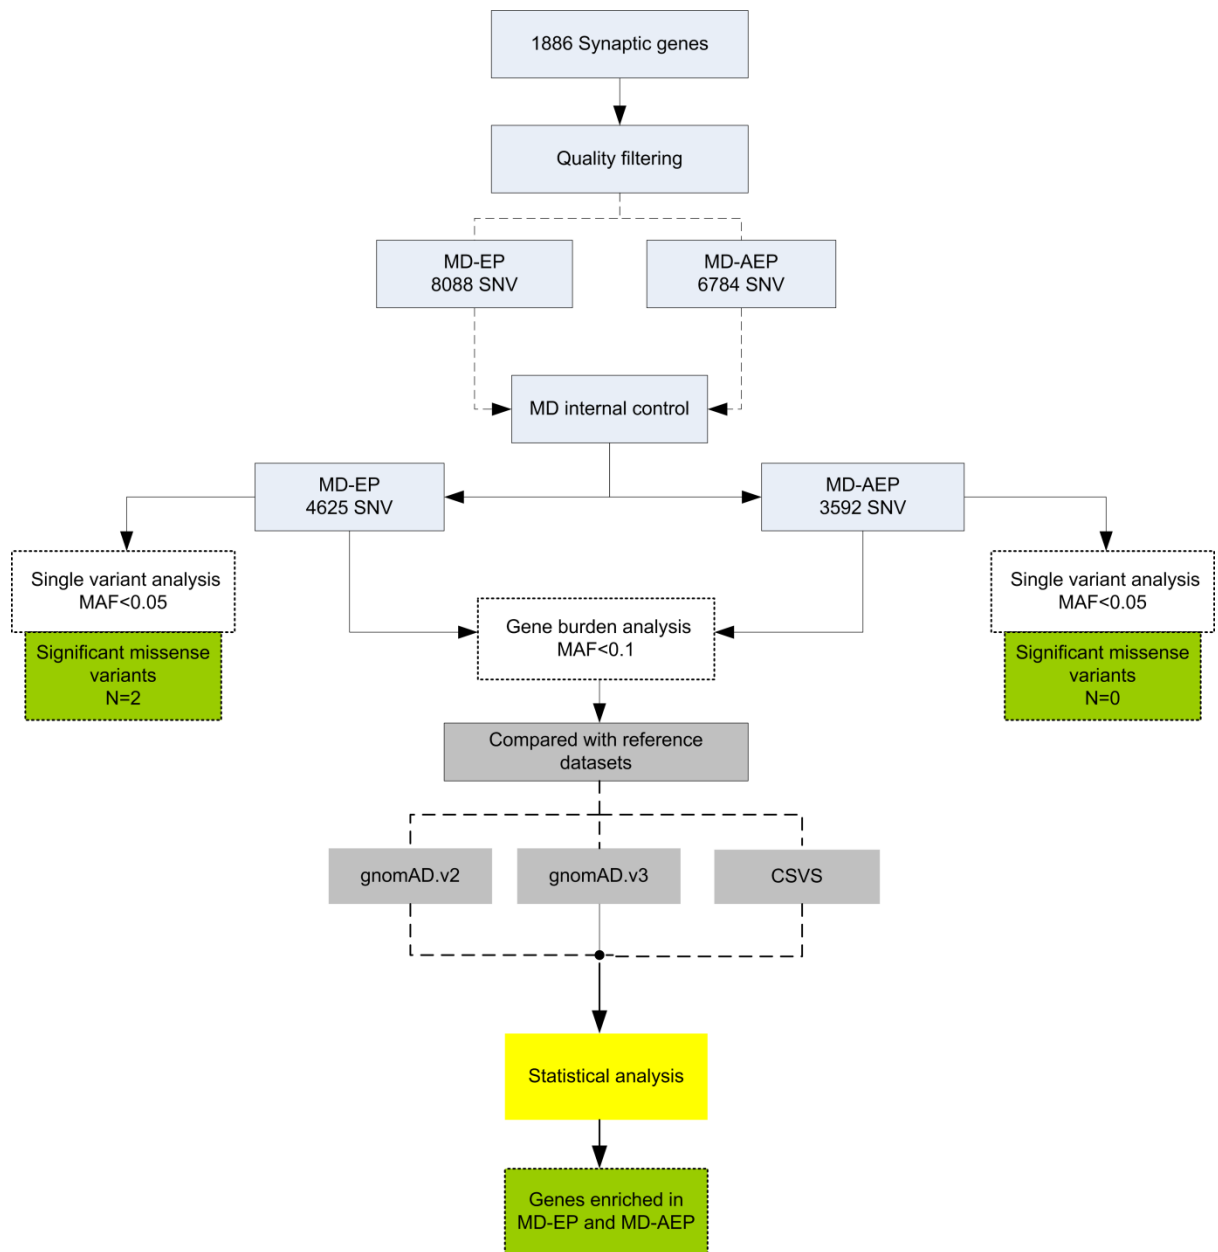 1886 Synaptic genes
Quality filtering
MD-EP
8088 SNV
MD-AEP
6784 SNV
MD internal control
MD-EP
4625 SNV
MD-AEP
3592 SNV
Single variant analysis
MAF<0.05
Significant missense
variants
N=2
Gene burden analysis
MAF<0.1
Single variant analysis
MAF<0.05
Significant missense
variants
N=0
Compared with reference
datasets
gnomAD.v2
gnomAD.v3
CSVS
Statistical analysis
Genes enriched in
MD-EP and MD-AEP